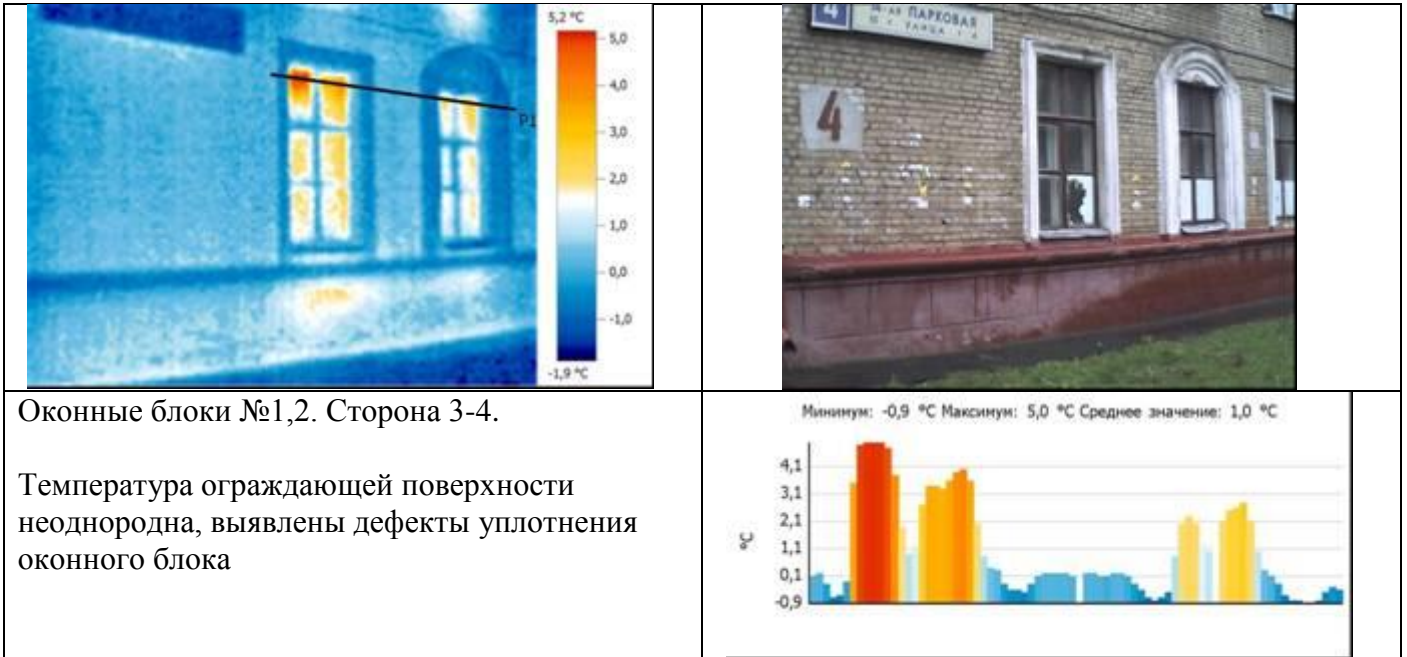 5,2 °C
5,0
4,0
3,0
2,0
1,0
0,0
-1,0
-1,9 °C
P1
4
ПАРКОВАЯ
УЛИЦА
4
Оконные блоки №1,2. Сторона 3-4.
Температура ограждающей поверхности
неоднородна, выявлены дефекты уплотнения
оконного блока
Минимум: -0,9 °C Максимум: 5,0 °C Среднее значение: 1,0 °C
4,1
3,1
2,1
1,1
0,1
-0,9
°C